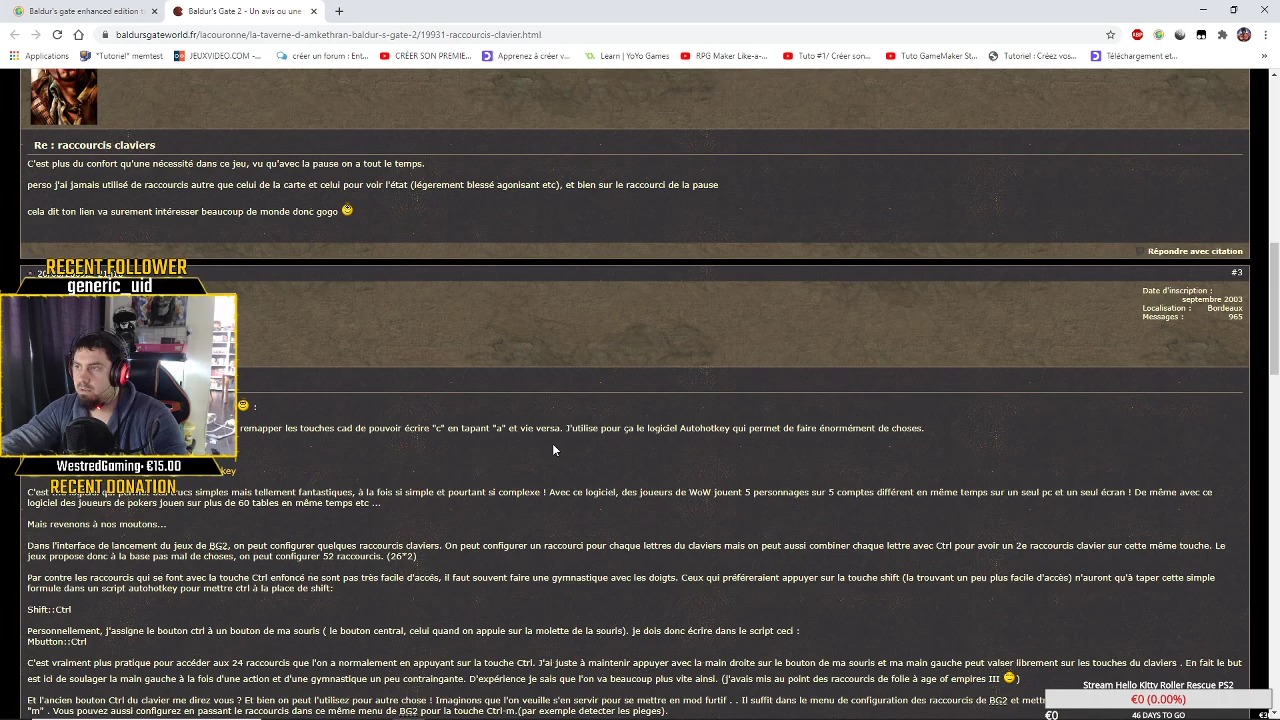 Baldur's gate enhanced edition t
Baldur's Gate 2 - Un avis ou une
baldursgateworld.fr/lacouronne/la-taverne-d-amkethran-baldur-s-gate-2/19931-raccourcis-clavier.html
Applications
*Tutoriel* memtest
JEUXVIDEO.COM -...
créer un forum : Ent...
CRÉER SON PREMIE...
Apprenez à créer v...
Learn | YoYo Games
RPG Maker Like-a-...
Tuto #1/ Créer son...
Tuto GameMaker St...
Tutoriel : Créez vos...
Téléchargement et...
Re : raccourcis claviers
C'est plus du confort qu'une nécessité dans ce jeu, vu qu'avec la pause on a tout le temps.
perso j'ai jamais utilisé de raccourcis autre que celui de la carte et celui pour voir l'état (légerement blessé agonisant etc), et bien sur le raccourci de la pause
cela dit ton lien va surement intéresser beaucoup de monde donc gogo
Répondre avec citation
#3
Date d'inscription :
septembre 2003
Localisation : Bordeaux
Messages : 965
RECENT FOLLOWER
generic_uid
:
remapper les touches cad de pouvoir écrire "c" en tapant "a" et vie versa. J'utilise pour ça le logiciel Autohotkey qui permet de faire énormément de choses.
WestredGaming• €15.00
key
RECENT DONATION
à la fois si simple et pourtant si complexe ! Avec ce logiciel, des joueurs de WoW jouent 5 personnages sur 5 comptes différent en même temps sur un seul pc et un seul écran ! De même avec ce
logiciel des joueurs de pokers jouen sur plus de 60 tables en même temps etc ...
Mais revenons à nos moutons...
Dans l'interface de lancement du jeux de BG2, on peut configurer quelques raccourcis claviers. On peut configurer un raccourci pour chaque lettres du claviers mais on peut aussi combiner chaque lettre avec Ctrl pour avoir un 2e raccourcis clavier sur cette même touche. Le
jeux propose donc à la base pas mal de choses, on peut configurer 52 raccourcis. (26*2)
Par contre les raccourcis qui se font avec la touche Ctrl enfoncé ne sont pas très facile d'accés, il faut souvent faire une gymnastique avec les doigts. Ceux qui préféreraient appuyer sur la touche shift (la trouvant un peu plus facile d'accès) n'auront qu'à taper cette simple
formule dans un script autohotkey pour mettre ctrl à la place de shift:
Shift::Ctrl
Personnellement, j'assigne le bouton ctrl à un bouton de ma souris ( le bouton central, celui quand on appuie sur la molette de la souris). je dois donc écrire dans le script ceci :
Mbutton::Ctrl
C'est vraiment plus pratique pour accéder aux 24 raccourcis que l'on a normalement en appuyant sur la touche Ctrl. J'ai juste à maintenir appuyer avec la main droite sur le bouton de ma souris et ma main gauche peut valser librement sur les touches du claviers . En fait le but
est ici de soulager la main gauche à la fois d'une action et d'une gymnastique un peu contraingante. D'expérience je sais que l'on va beaucoup plus vite ainsi. (j'avais mis des raccourcis de folie à age of empires III )
Stream Hello Kitty Roller Rescue PS2
Et l'ancien bouton Ctrl du clavier me direz vous ? Et bien on peut l'utilisez pour autre chose ! Mettons que l'on veuille s'en servir pour se mettre en mod furtif . . Il suffit dans le menu de configuration des raccourcis de BG2 et mett
€0 (0.00%)
"m" . Vous pouvez aussi configurez en passant le raccourcis dans ce même menu de BG2 pour la touche Ctrl-m.(par exemple detecter les pieges).
€0
46 DAYS TO GO